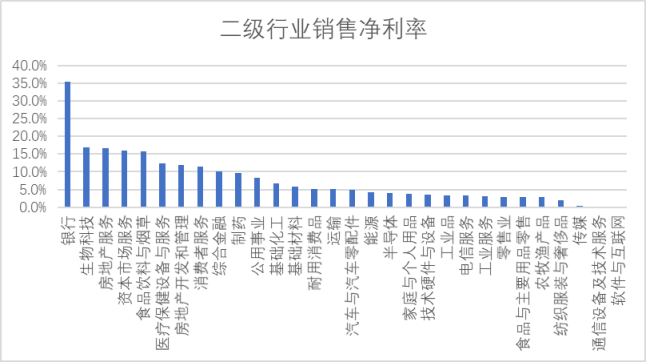 二级行业销售净利率
40.0%
35.0%
30.0%
25.0%
20.0%
15.0%
10.0%
5.0%
0.0%
银行
生物科技
房地产服务
资本市场服务
食品饮料与烟草
医疗保健设备与服务
房地产开发和管理
消费者服务
综合金融
制药
公用事业
基础化工
基础材料
耐用消费品
运输
汽车与汽车零配件
能源
半导体
家庭与个人用品
技术硬件与设备
工业品
电信服务
工业服务
零售业
食品与主要用品零售
农牧渔产品
纺织服装与奢侈品
传媒
通信设备及技术服务
软件与互联网